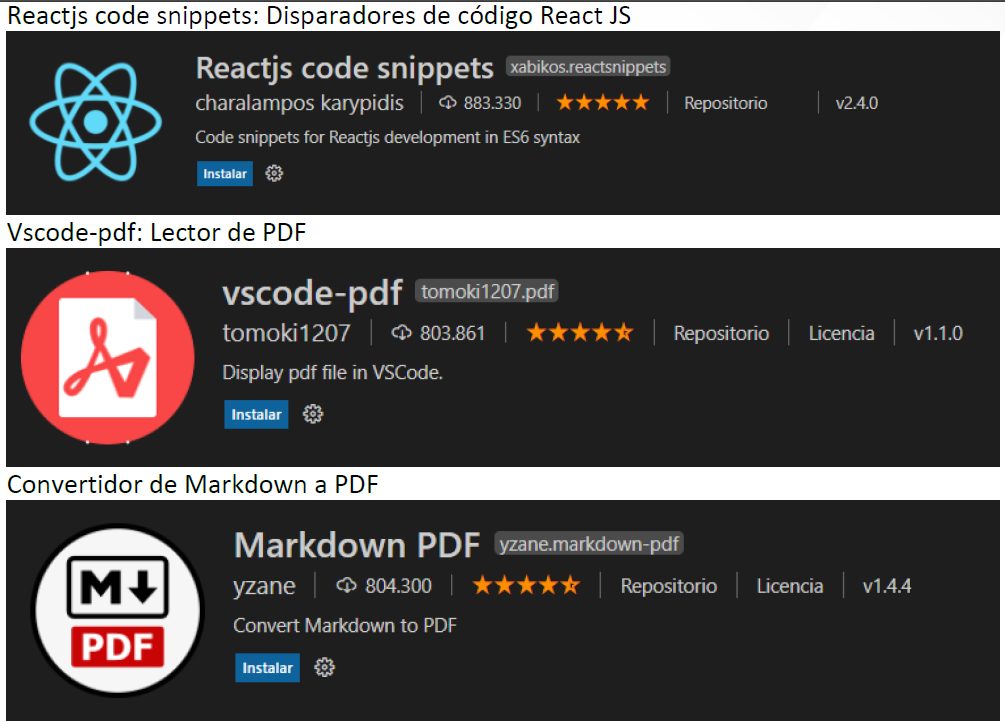 Reactjs code snippets: Disparadores de código React JS
Reactjs code snippets xabikos.reactsnippets
charalampos karypidis 883.330 Repositorio v2.4.0
Code snippets for Reactjs development in ES6 syntax
Instalar
Vscode-pdf: Lector de PDF
vscode-pdf tomoki1207.pdf
tomoki1207 803.861 Repositorio Licencia v1.1.0
Display pdf file in VSCode.
Instalar
Convertidor de Markdown a PDF
Markdown PDF yzane.markdown-pdf
yzane 804.300 Repositorio Licencia v1.4.4
Convert Markdown to PDF
Instalar
M
PDF